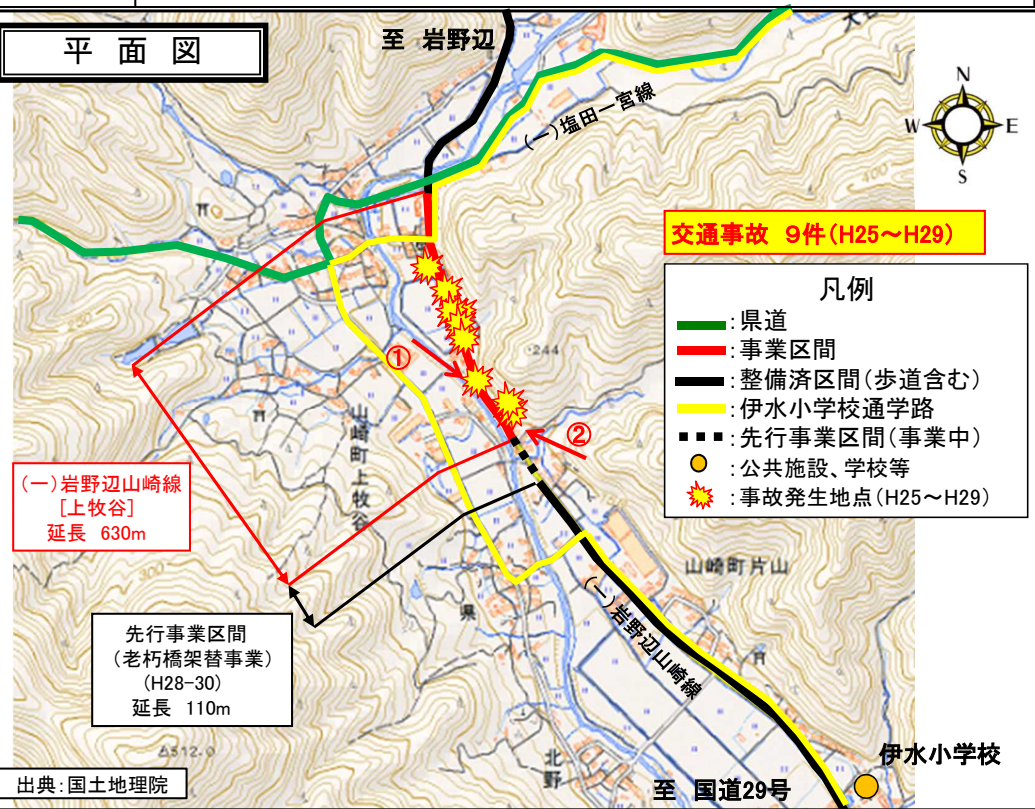 平面図
至 岩野辺
(一)塩田一宮線
N
W
E
S
交通事故 9件(H25～H29)
凡例
:県道
:事業区間
:整備済区間(歩道含む)
:伊水小学校通学路
:先行事業区間(事業中)
:公共施設、学校等
:事故発生地点(H25～H29)
①
②
・244
山崎町上牧谷
(一)岩野辺山崎線
[上牧谷]
延長 630m
先行事業区間
(老朽橋架替事業)
(H28-30)
延長 110m
県
山崎町片山
(一)岩野辺山崎線
北野
300
△512.0
伊水小学校
至 国道29号
出典:国土地理院